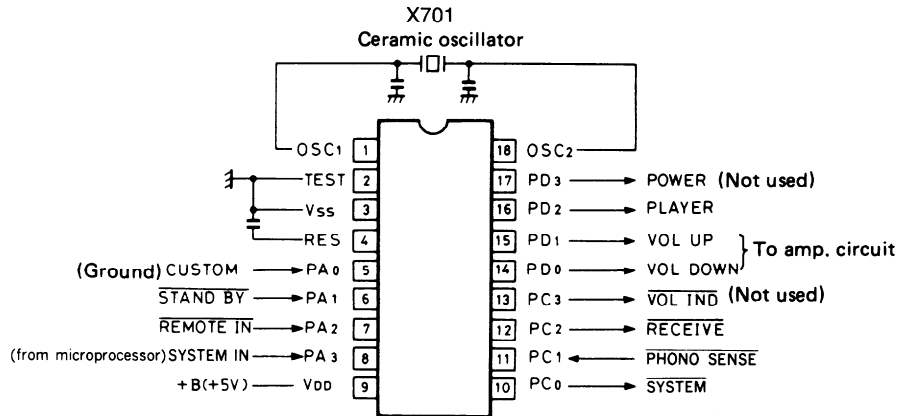 X701
Ceramic oscillator
OSC1 1 18 OSC2
TEST 2 17 PD3 POWER (Not used)
Vss 3 16 PD2 PLAYER
RES 4 15 PD1 VOL UP
(Ground) CUSTOM PA0 5 14 PD0 VOL DOWN
To amp. circuit
STAND BY PA1 6 13 PC3 VOL IND (Not used)
REMOTE IN PA2 7 12 PC2 RECEIVE
(from microprocessor) SYSTEM IN PA3 8 11 PC1 PHONO SENSE
+B(+5V) VDD 9 10 PC0 SYSTEM